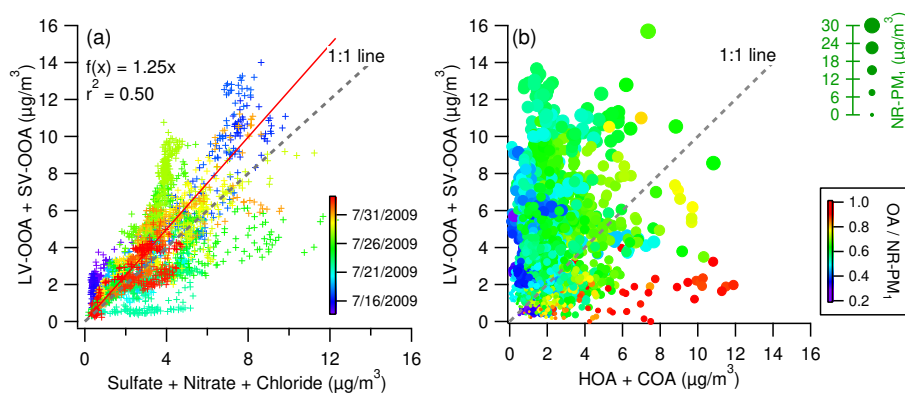 (a)
f(x) = 1.25x
r² = 0.50
1:1 line
LV-OOA + SV-OOA (µg/m³)
16
14
12
10
8
6
4
2
0
7/31/2009
7/26/2009
7/21/2009
7/16/2009
0 4 8 12 16
Sulfate + Nitrate + Chloride (µg/m³)
(b)
1:1 line
LV-OOA + SV-OOA (µg/m³)
16
14
12
10
8
6
4
2
0
0 2 4 6 8 10 12 14 16
HOA + COA (µg/m³)
30
24
18
12
6
0
NR-PM₁ (µg/m³)
1.0
0.8
0.6
0.4
0.2
OA / NR-PM₁